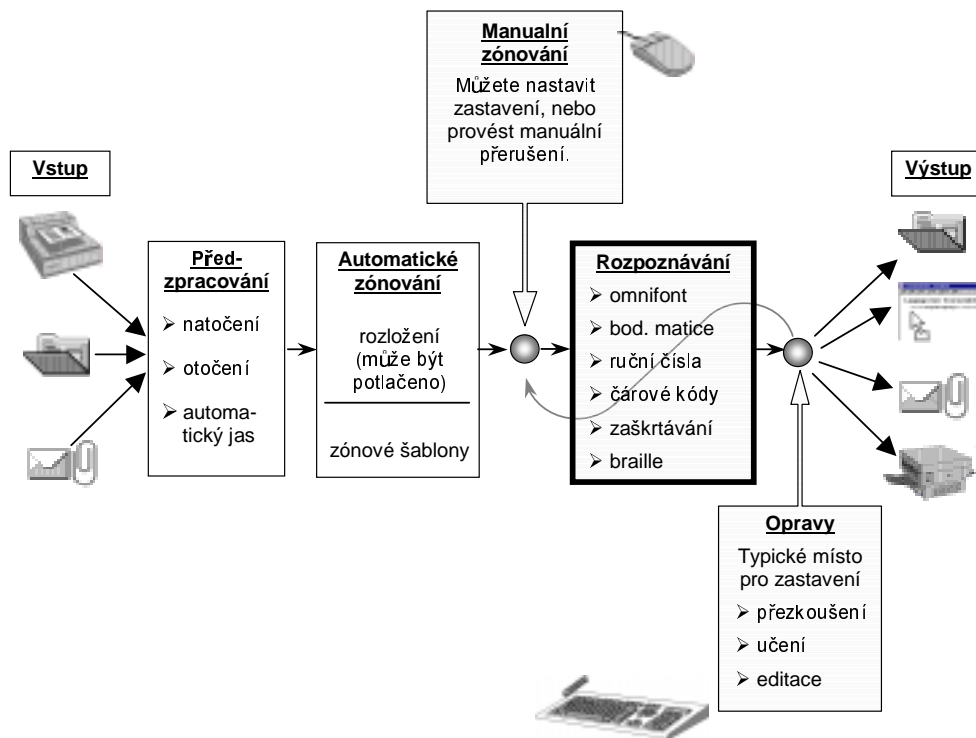 Manualní
zónování
Můžete nastavit
zastavení, nebo
provést manuální
přerušení.
Vstup
Výstup
Před-
zpracování
natočení
otočení
automa-
tický jas
Automatické
zónování
rozložení
(může být
potlačeno)
zónové šablony
Rozpoznávání
omnifont
bod. matice
ruční čísla
čárové kódy
zaškrtávání
braille
Opravy
Typické místo
pro zastavení
přezkoušení
učení
editace